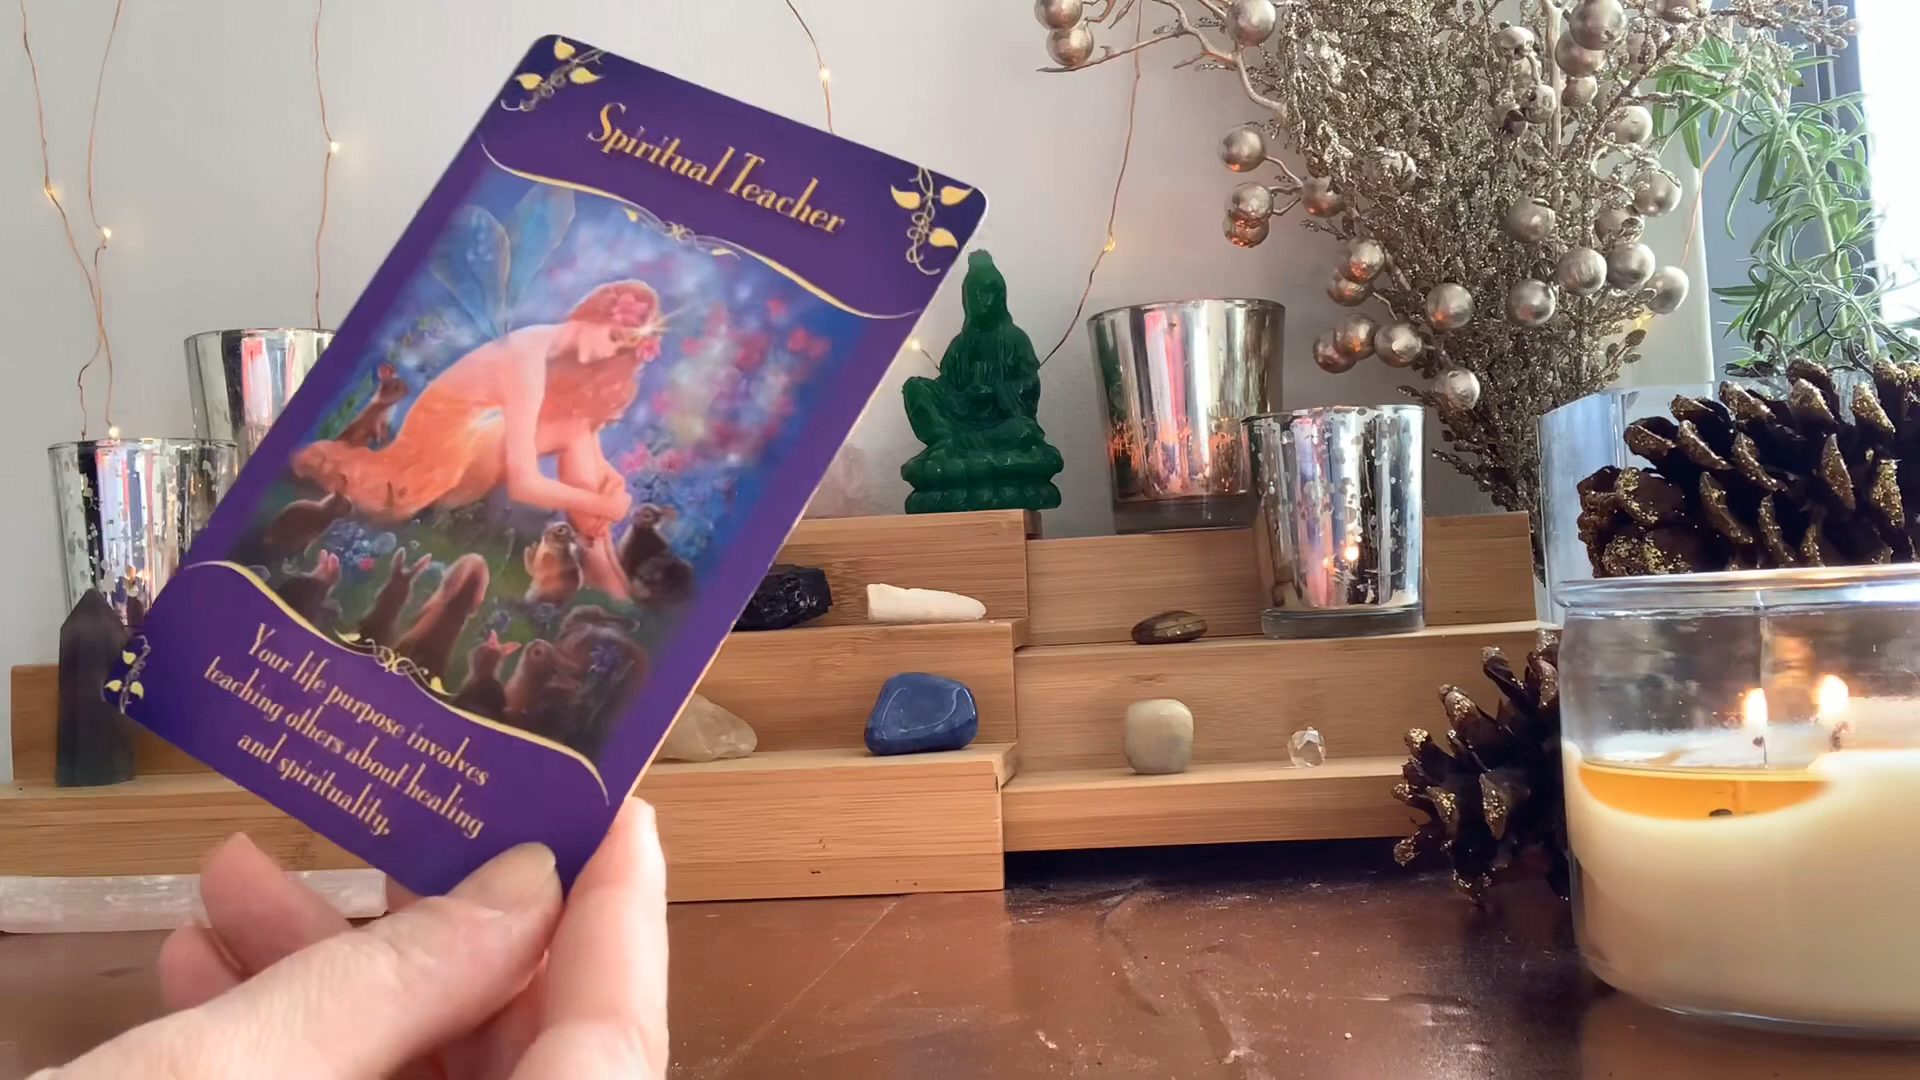 Spiritual Teacher
Your life purpose involves
teaching others about healing
and spirituality.